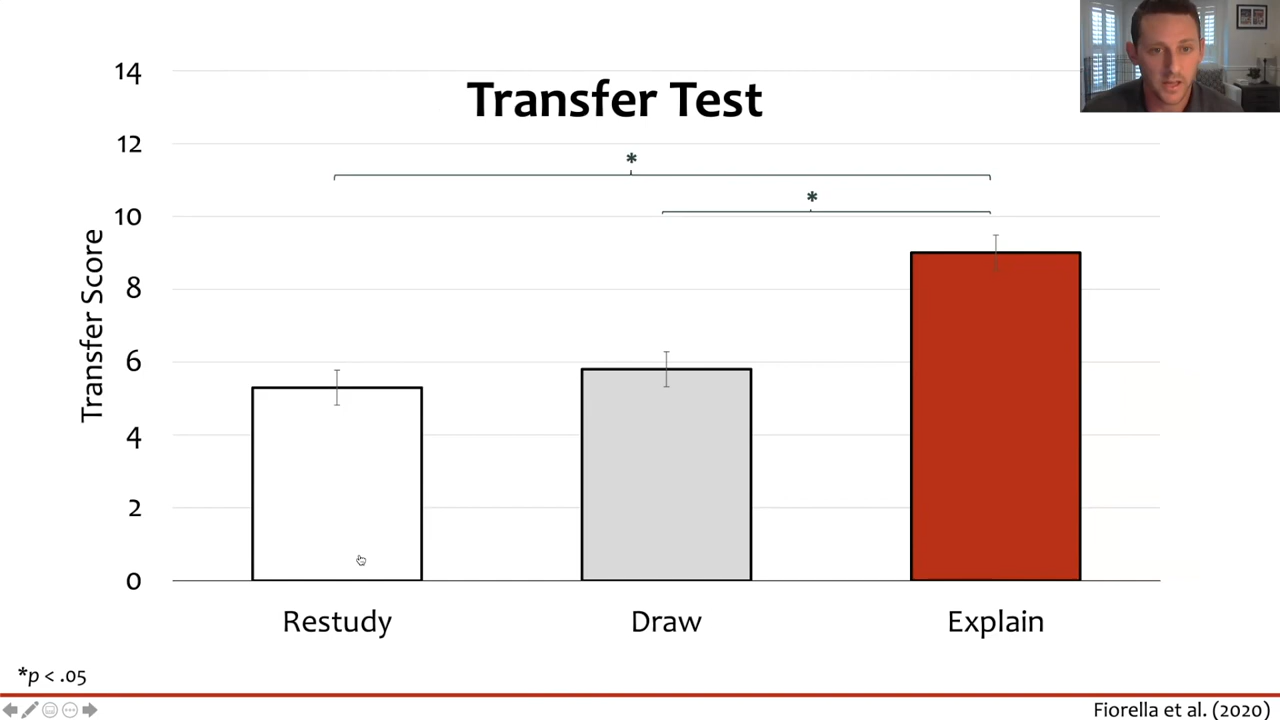 Transfer Test
14
12
10
8
6
4
2
0
Transfer Score
*
*
Restudy
Draw
Explain
*p < .05
Fiorella et al. (2020)